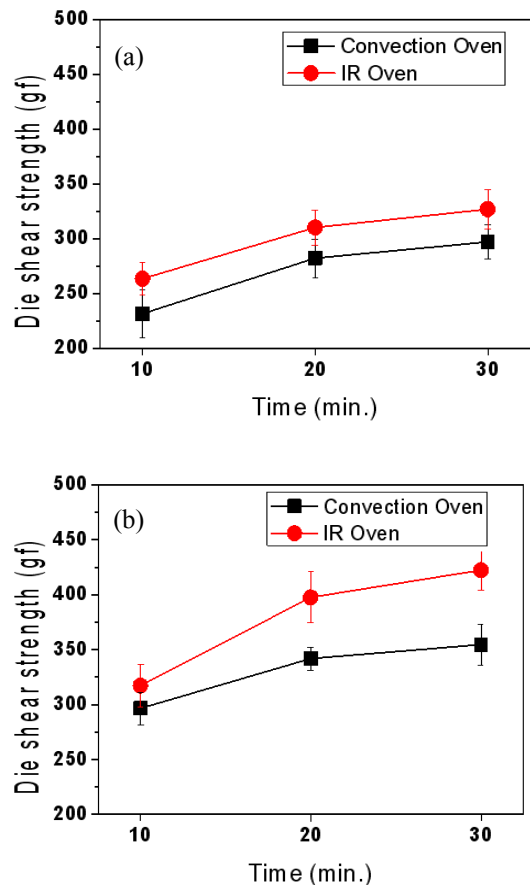 500
450
400
350
300
250
200
Die shear strength (gf)
(a)
Convection Oven
IR Oven
10 20 30
Time (min.)
500
450
400
350
300
250
200
Die shear strength (gf)
(b)
Convection Oven
IR Oven
10 20 30
Time (min.)